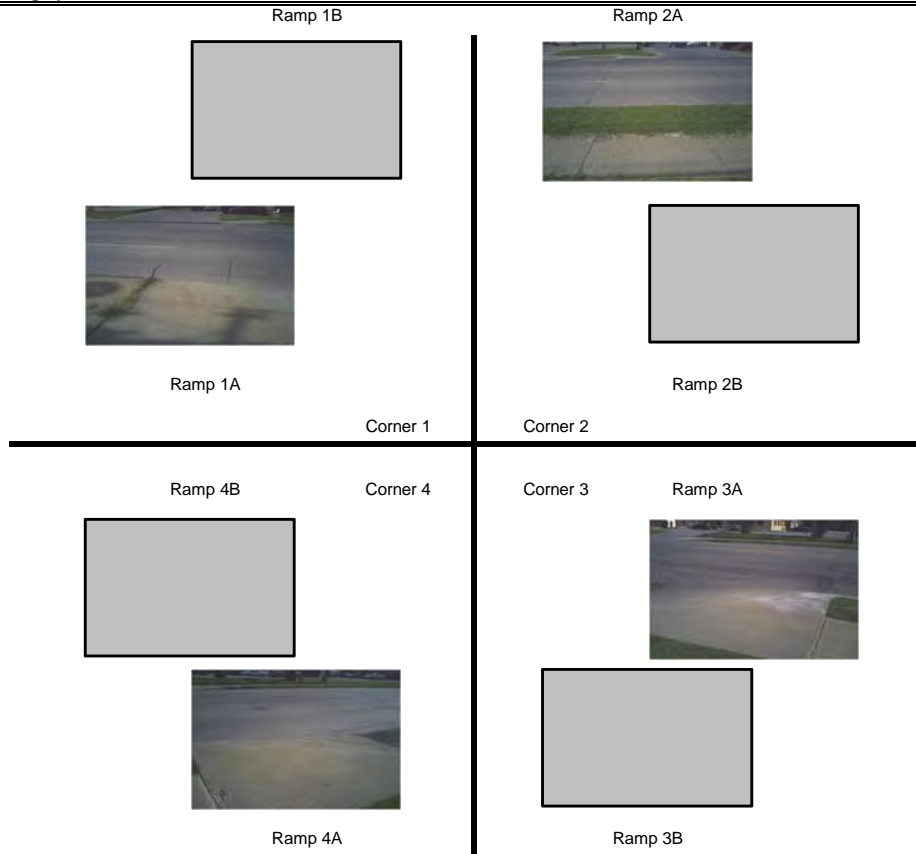 Ramp 1B Ramp 2A
Ramp 1A Ramp 2B
Corner 1 Corner 2
Ramp 4B Corner 4 Corner 3 Ramp 3A
Ramp 4A Ramp 3B